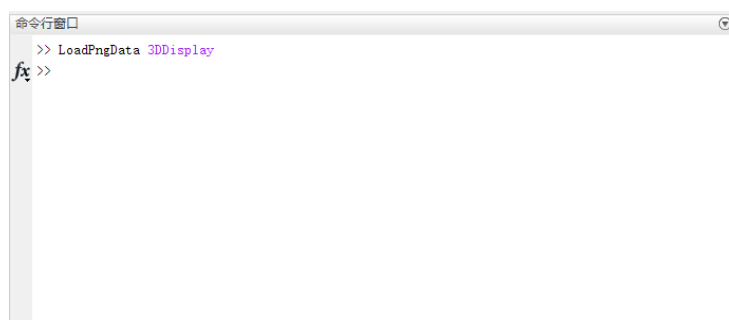 命令行窗口
>> LoadPngData 3DDisplay
fx >>